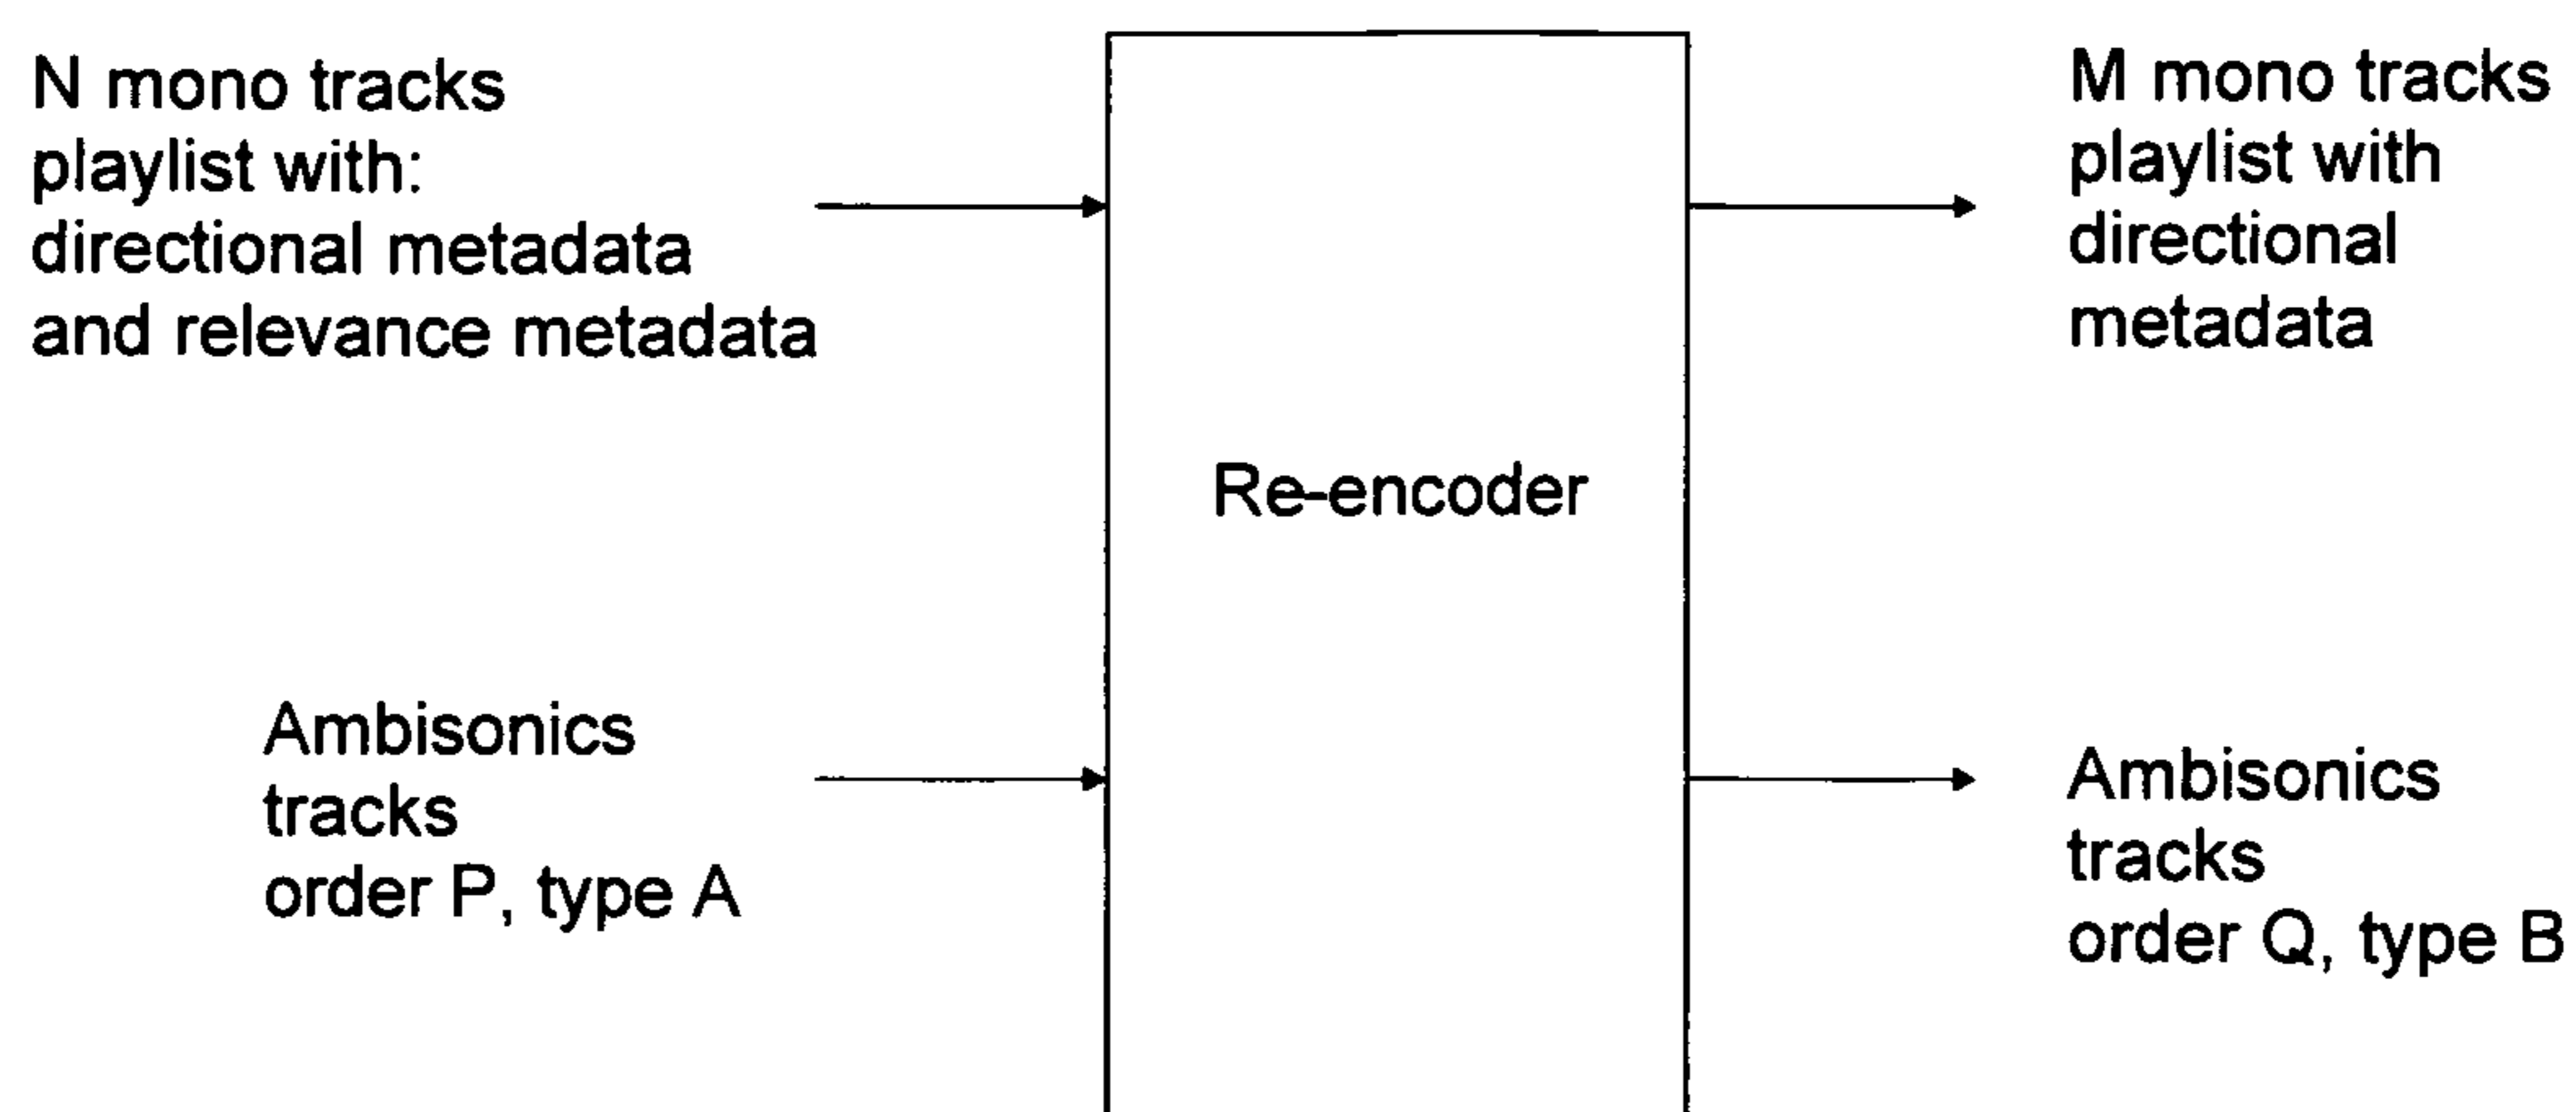 N mono tracks
playlist with:
directional metadata
and relevance metadata
Ambisonics
tracks
order P, type A
Re-encoder
M mono tracks
playlist with
directional
metadata
Ambisonics
tracks
order Q, type B